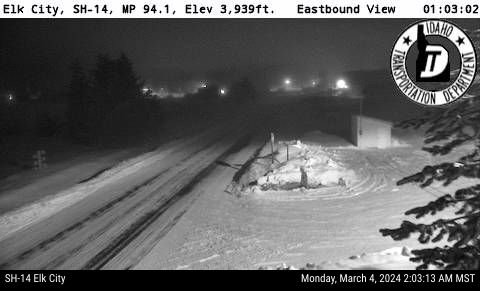 Elk City, SH-14, MP 94.1, Elev 3,939ft. Eastbound View 01:03:02
IDAHO
TRANSPORTATION DEPARTMENT
SH-14 Elk City Monday, March 4, 2024 2:03:13 AM MST